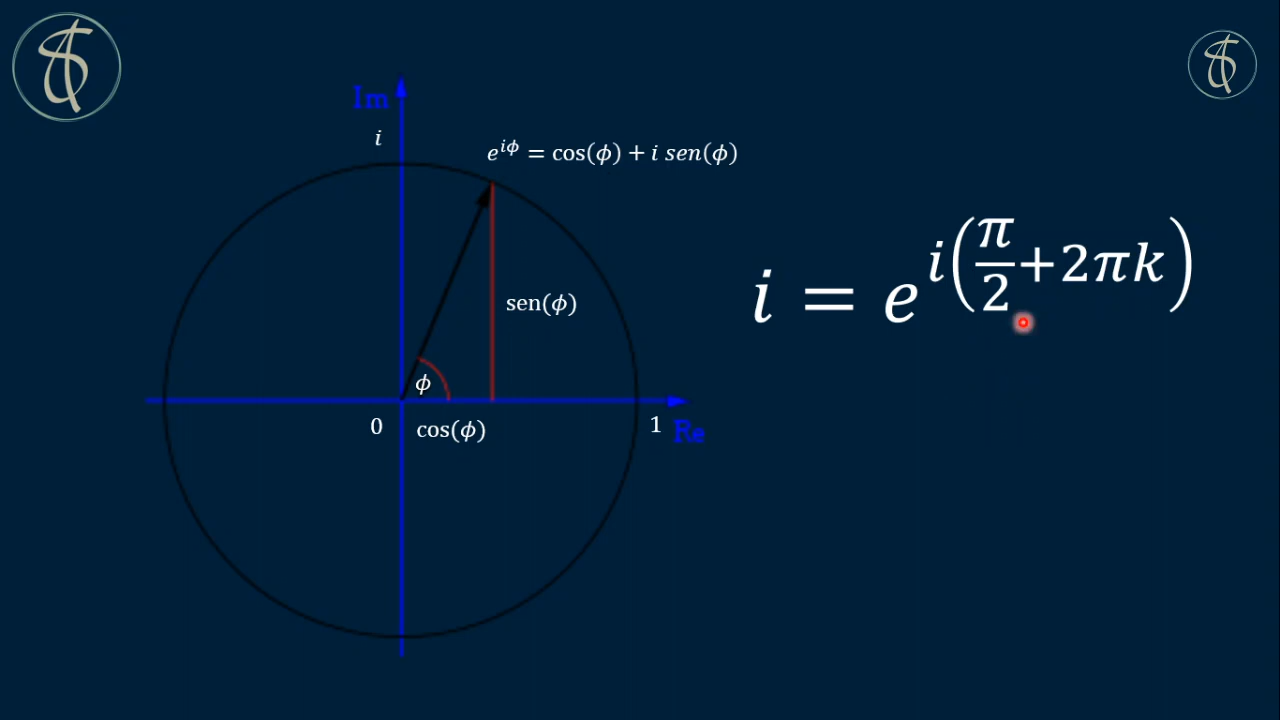 Im
i
e^{iϕ} = cos(ϕ) + i sen(ϕ)
i = e^{i(π/2+2πk)}
sen(ϕ)
ϕ
0
cos(ϕ)
1
Re